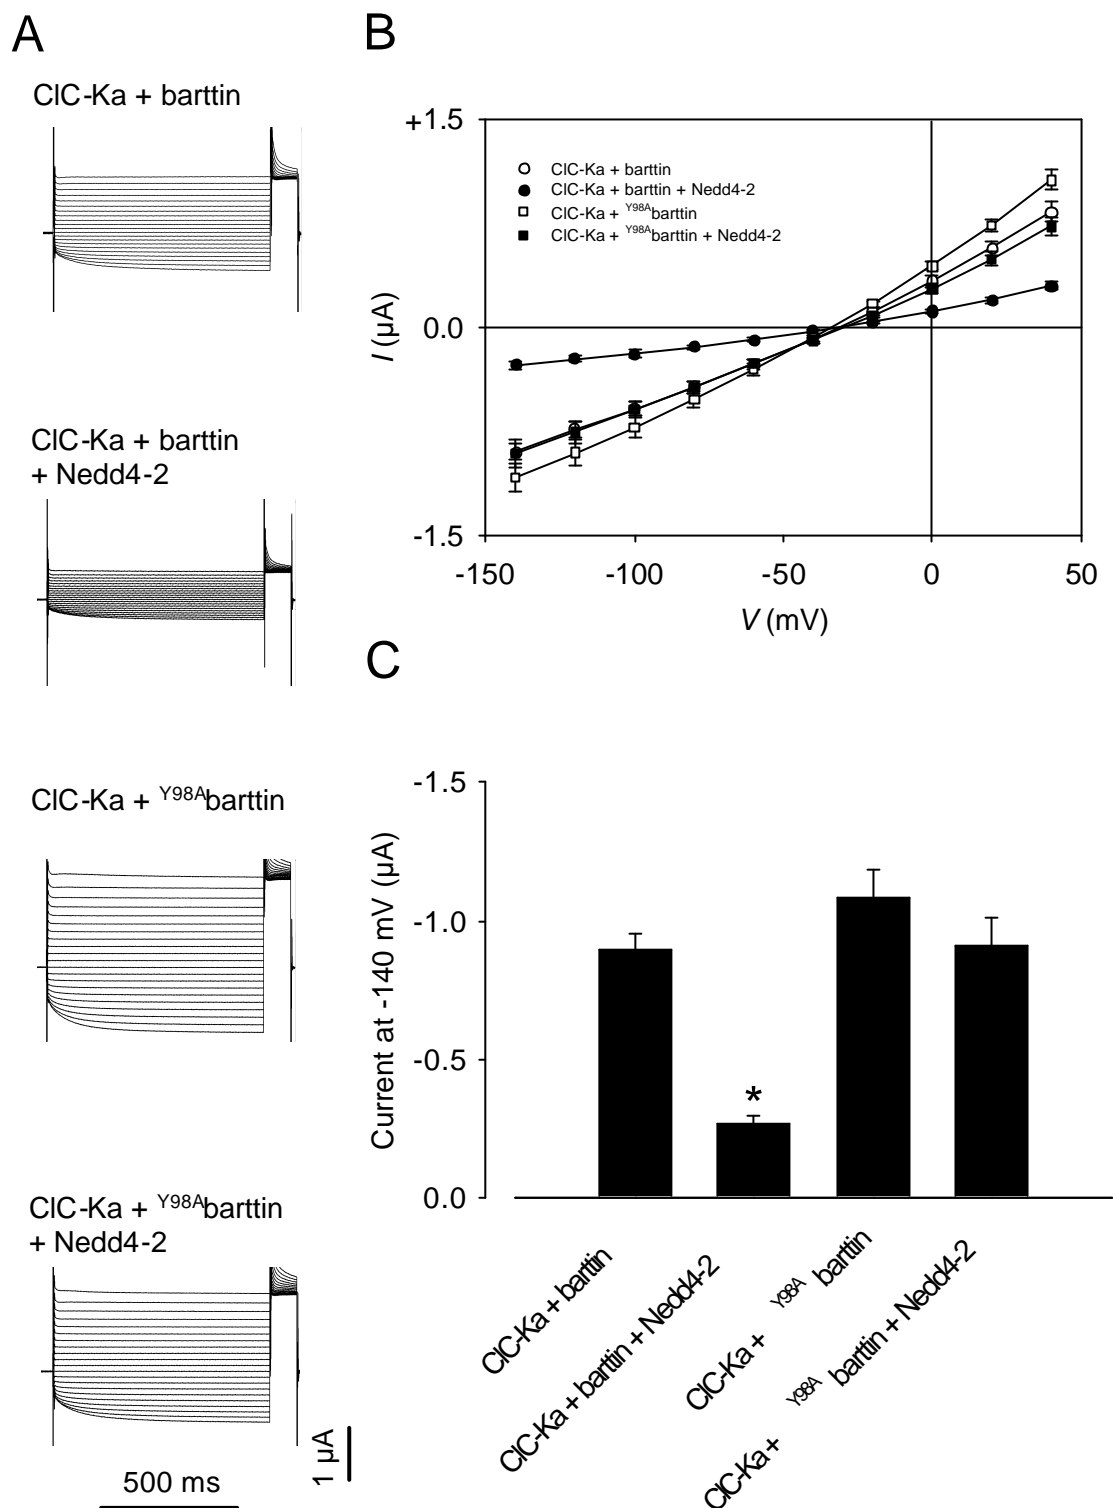 A
ClC-Ka + barttin
ClC-Ka + barttin
+ Nedd4-2
ClC-Ka + Y98Abarttin
ClC-Ka + Y98Abarttin
+ Nedd4-2
500 ms
1 µA
B
+1.5
0.0
-1.5
I (µA)
ClC-Ka + barttin
ClC-Ka + barttin + Nedd4-2
ClC-Ka + Y98Abarttin
ClC-Ka + Y98Abarttin + Nedd4-2
-150 -100 -50 0 50
V (mV)
C
-1.5
-1.0
-0.5
0.0
Current at -140 mV (µA)
*
ClC-Ka + barttin
ClC-Ka + barttin + Nedd4-2
ClC-Ka + Y98A barttin
ClC-Ka + Y98A barttin + Nedd4-2